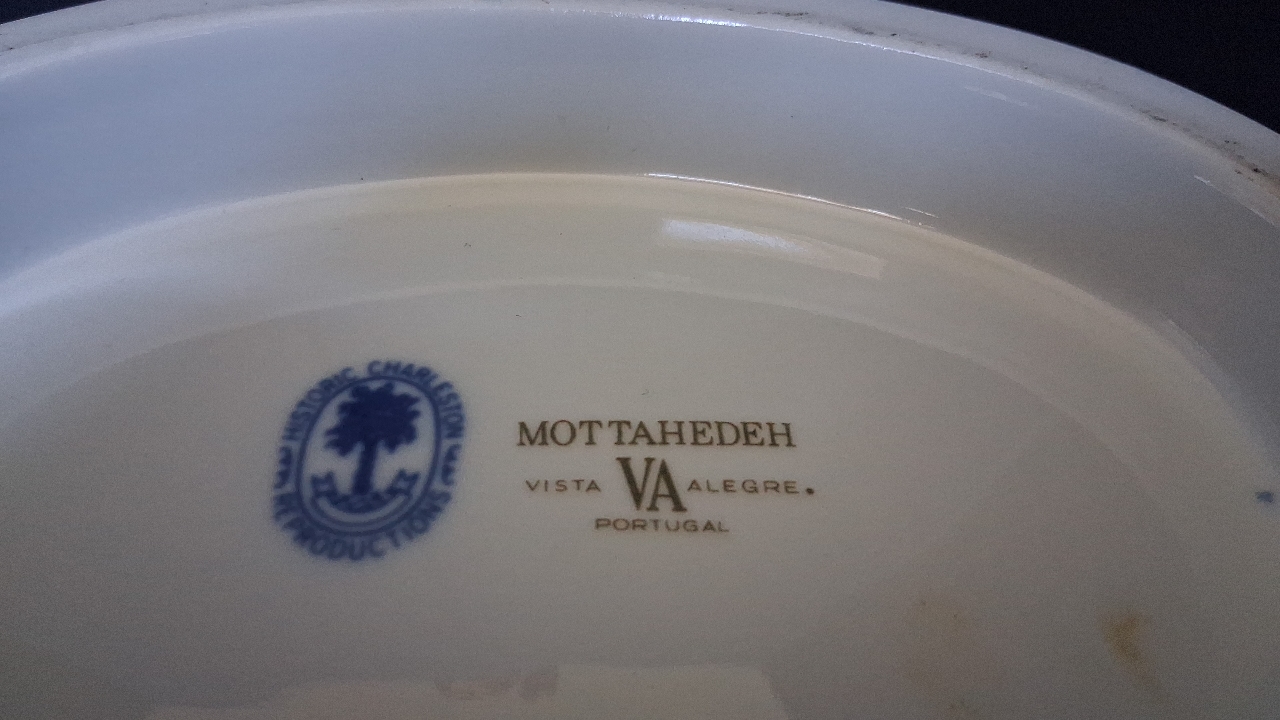 HISTORIC CHARLESTON
REPRODUCTIONS
MOTTAHEDEH
VISTA VA ALEGRE.
PORTUGAL